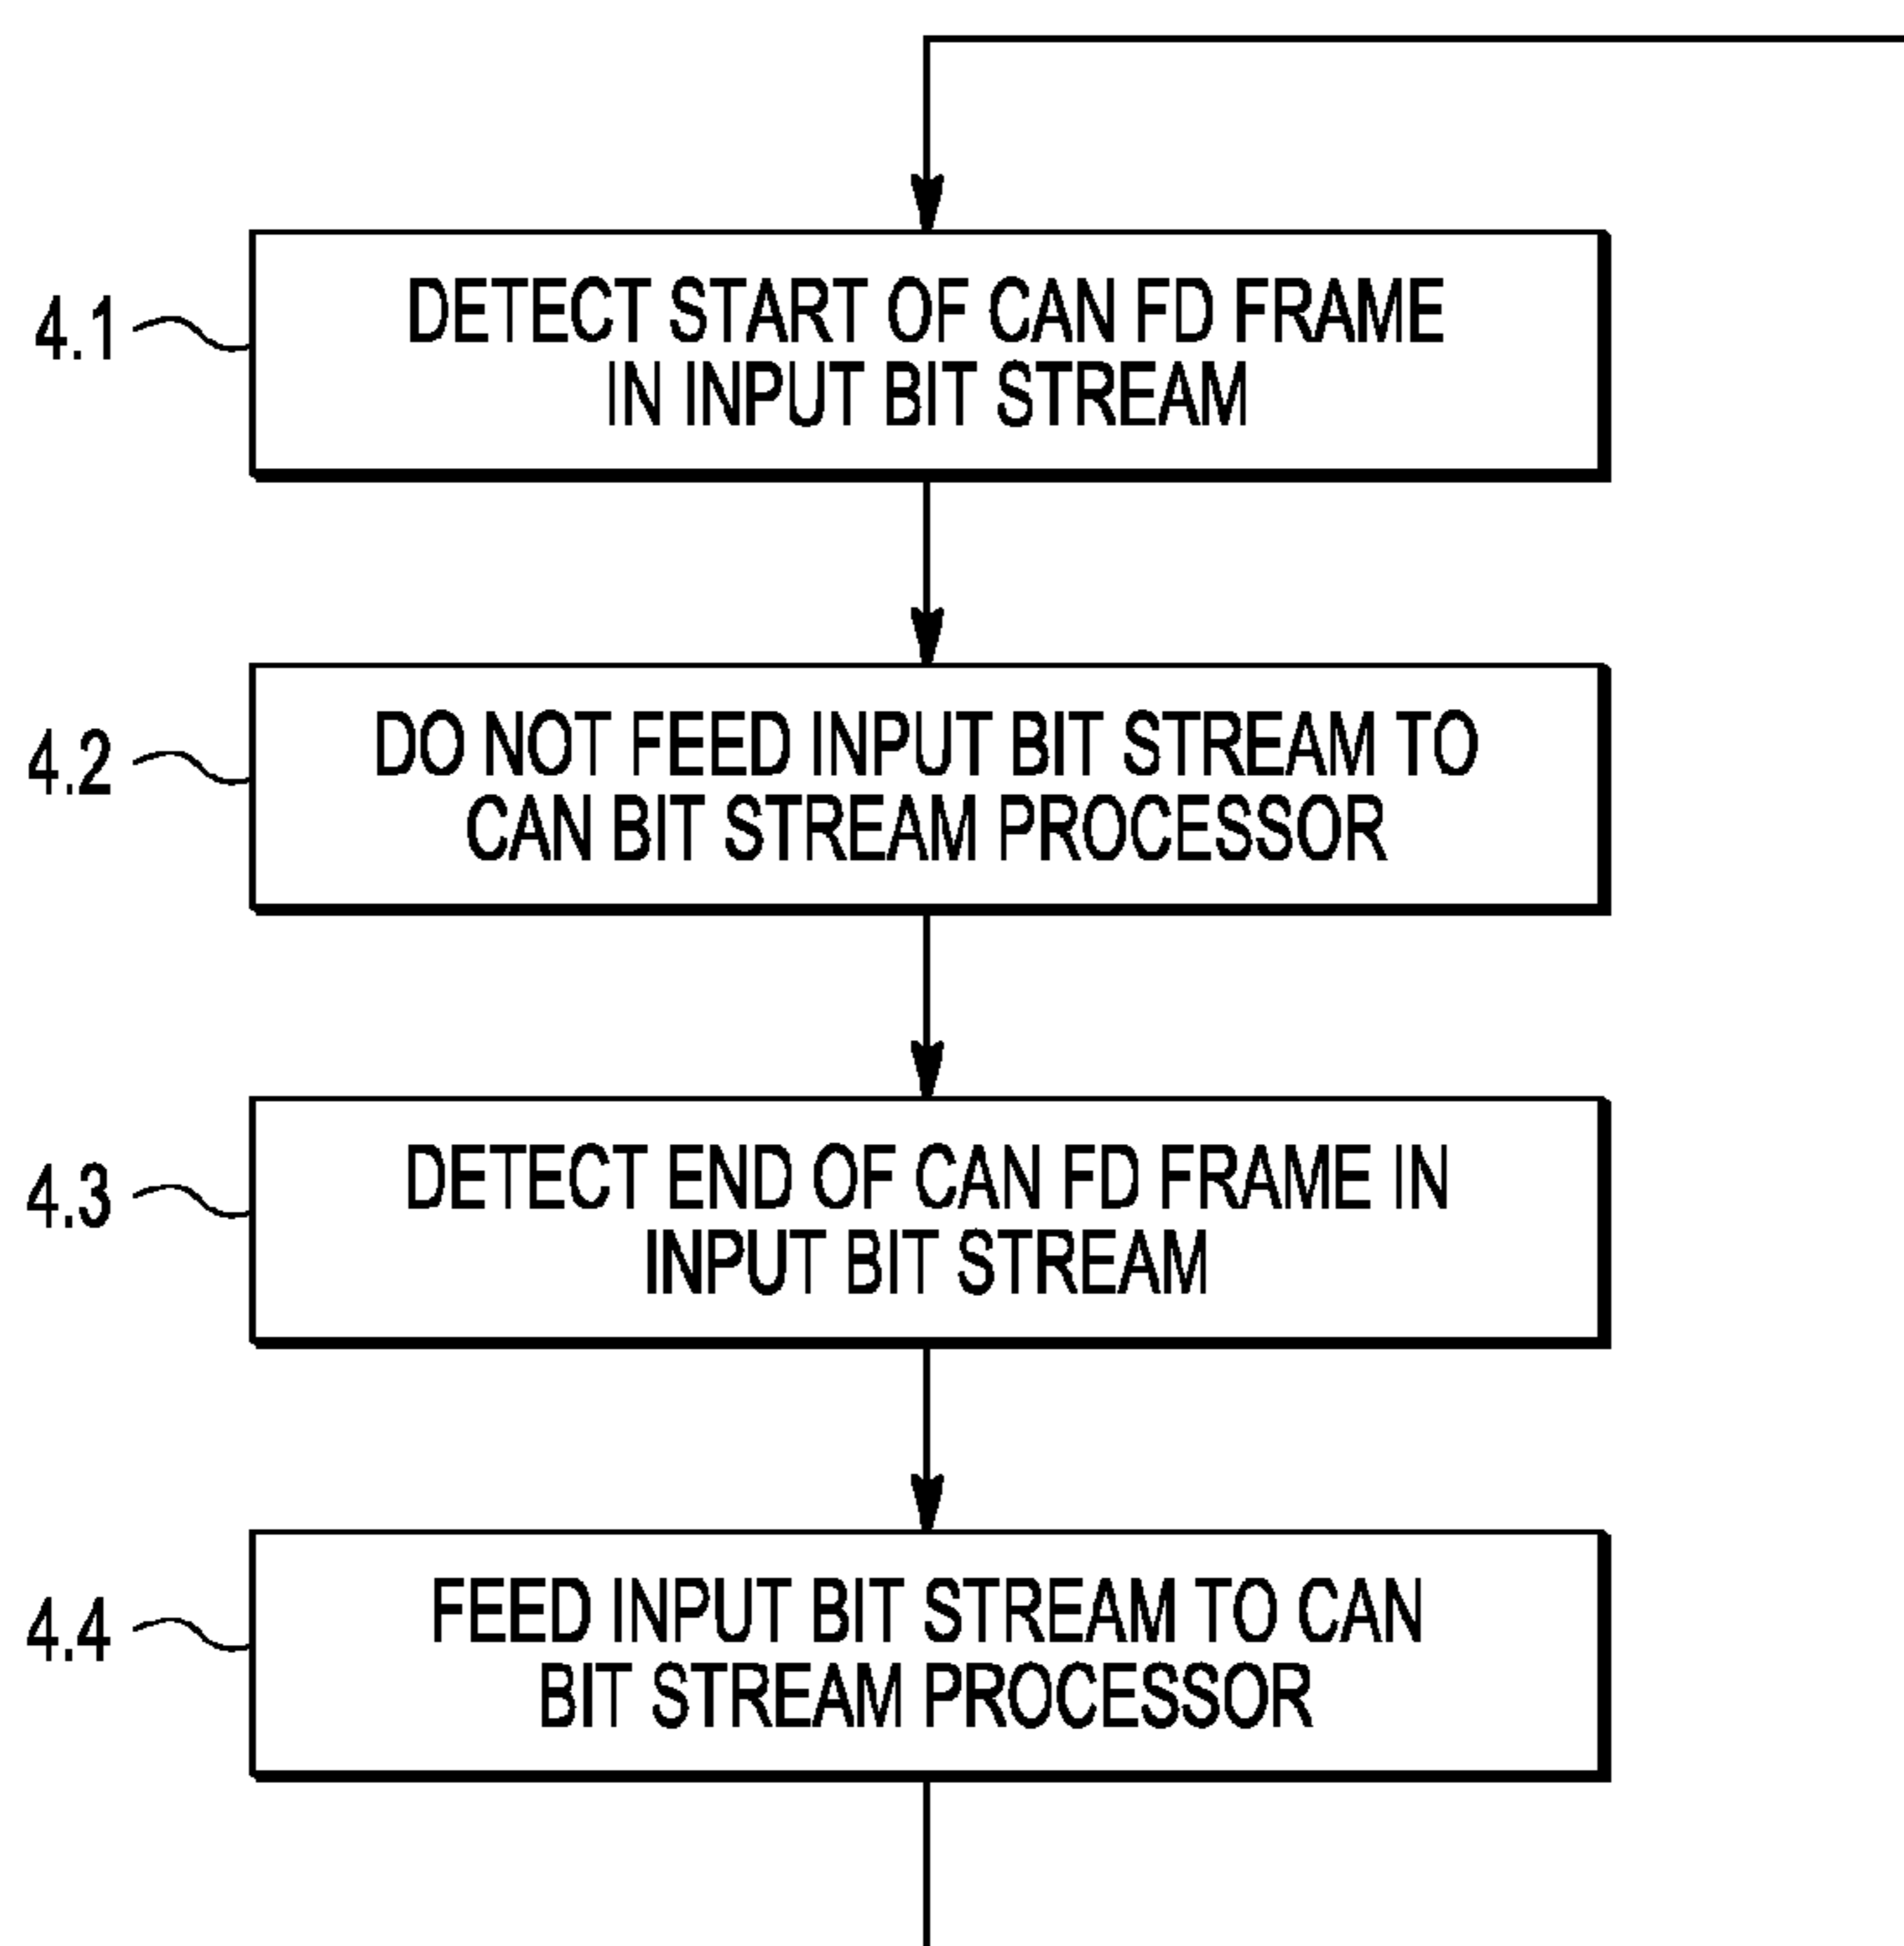 4.1
DETECT START OF CAN FD FRAME
IN INPUT BIT STREAM
4.2
DO NOT FEED INPUT BIT STREAM TO
CAN BIT STREAM PROCESSOR
4.3
DETECT END OF CAN FD FRAME IN
INPUT BIT STREAM
4.4
FEED INPUT BIT STREAM TO CAN
BIT STREAM PROCESSOR